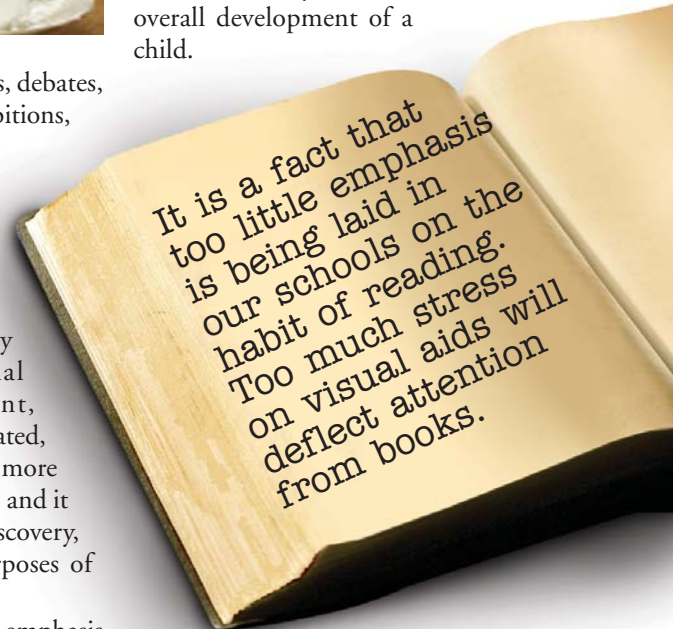 overall development of a
child.
s, debates,
bitions,
It is a fact that
too little emphasis
is being laid in
our schools on the
habit of reading.
Too much stress
on visual aids will
deflect attention
from books.
y
al
nt,
ated,
more
and it
scovery,
rposes of